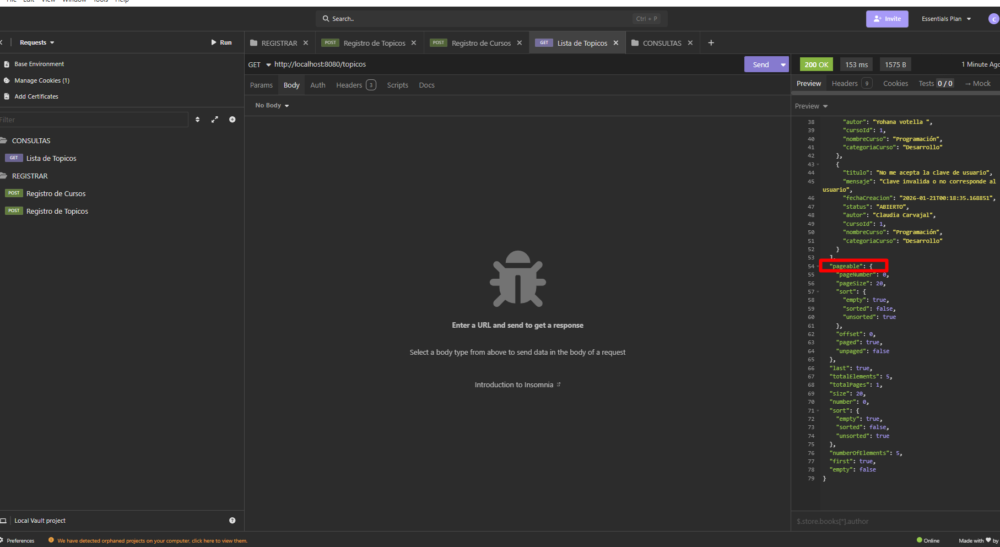 File Edit View Window Tools Help
Search..
Ctrl + P
Invite
Essentials Plan
C
Requests
Run
REGISTRAR
POST Registro de Topicos
POST Registro de Cursos
GET Lista de Topicos
CONSULTAS
Base Environment
Manage Cookies (1)
Add Certificates
Filter
CONSULTAS
GET Lista de Topicos
REGISTRAR
POST Registro de Cursos
POST Registro de Topicos
GET http://localhost:8080/topicos
Send
Params Body Auth Headers 3 Scripts Docs
No Body
Enter a URL and send to get a response
Select a body type from above to send data in the body of a request
Introduction to Insomnia
200 OK 153 ms 1575 B 1 Minute Ago
Preview Headers 9 Cookies Tests 0 / 0 → Mock
Preview
38 "autor": "Yohana votella ",
39 "cursoId": 1,
40 "nombreCurso": "Programación",
41 "categoriaCurso": "Desarrollo"
42 },
43 {
44 "titulo": "No me acepta la clave de usuario",
45 "mensaje": "Clave invalida o no corresponde al
usuario",
46 "fechaCreacion": "2026-01-21T00:18:35.168851",
47 "status": "ABIERTO",
48 "autor": "Claudia Carvajal",
49 "cursoId": 1,
50 "nombreCurso": "Programación",
51 "categoriaCurso": "Desarrollo"
52 }
53 ],
54 "pageable": {
55 "pageNumber": 0,
56 "pageSize": 20,
57 "sort": {
58 "empty": true,
59 "sorted": false,
60 "unsorted": true
61 },
62 "offset": 0,
63 "paged": true,
64 "unpaged": false
65 },
66 "last": true,
67 "totalElements": 5,
68 "totalPages": 1,
69 "size": 20,
70 "number": 0,
71 "sort": {
72 "empty": true,
73 "sorted": false,
74 "unsorted": true
75 },
76 "numberOfElements": 5,
77 "first": true,
78 "empty": false
79 }
$.store.books[*].author
Local Vault project
Preferences
We have detected orphaned projects on your computer, click here to view them.
Online
Made with ♥ by